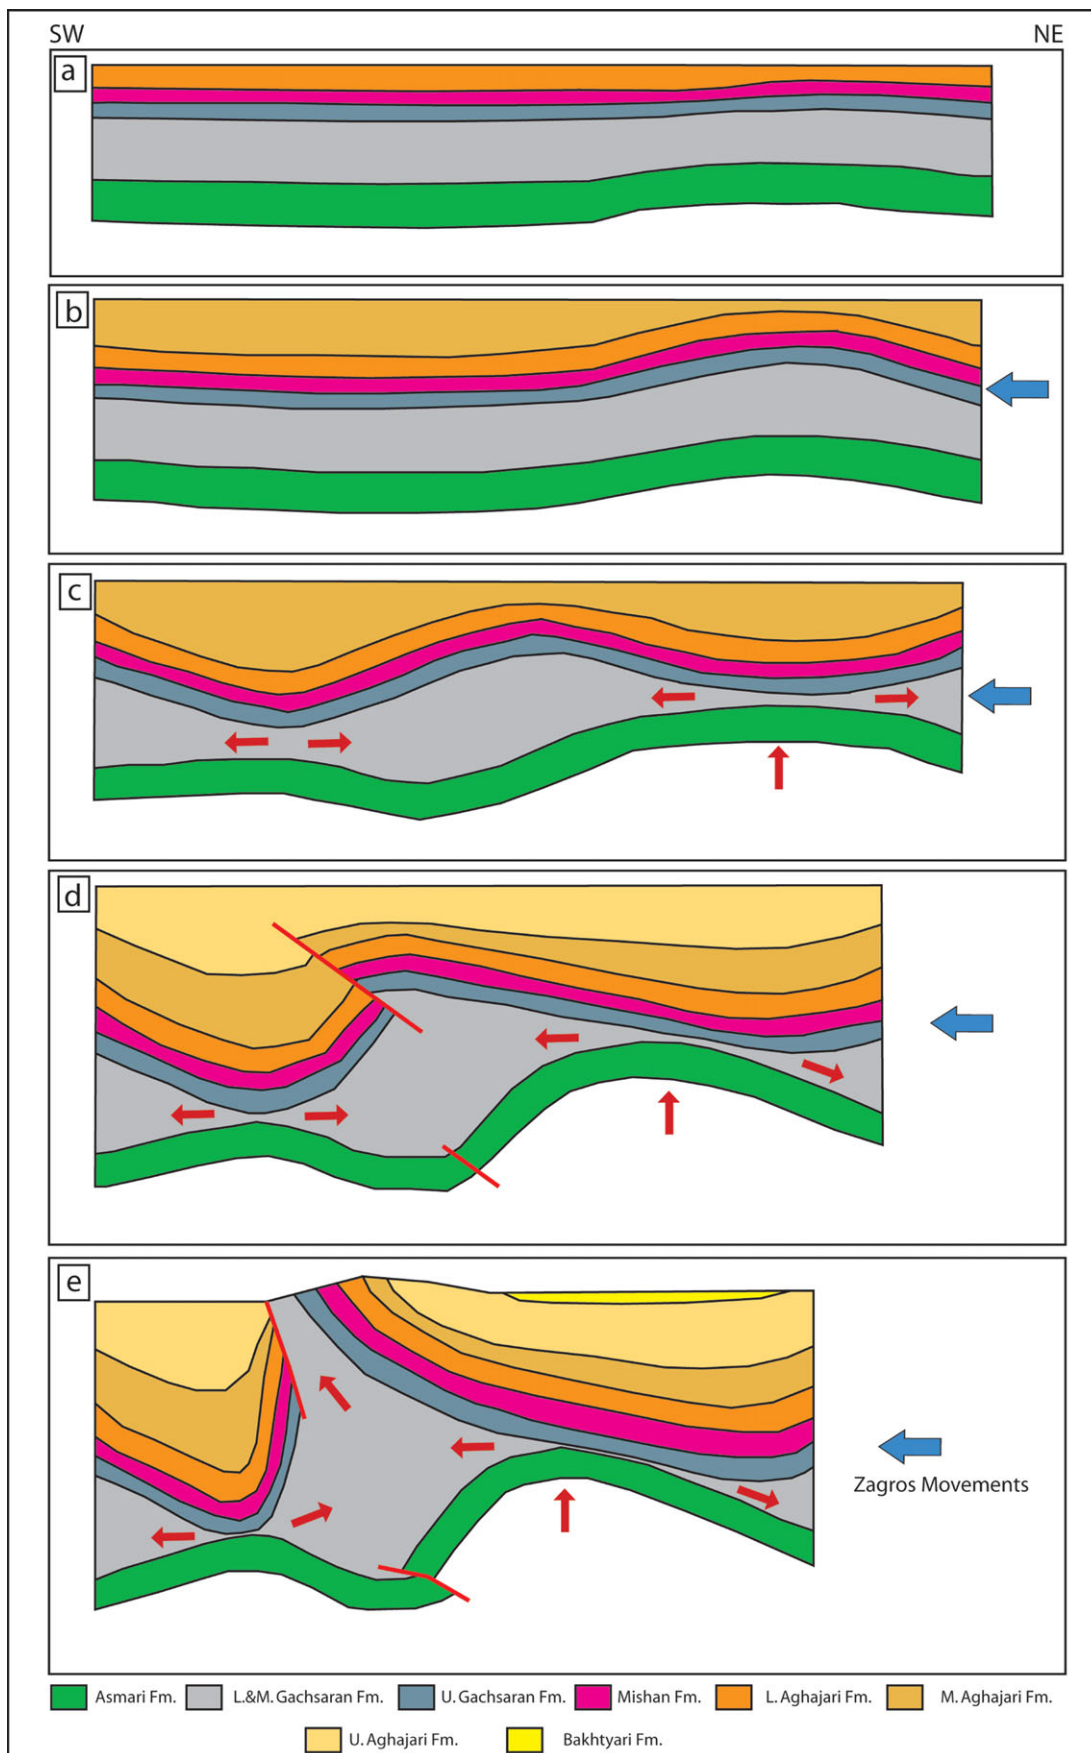 SW NE
a
b
c
d
e
Zagros Movements
Asmari Fm. L.&M. Gachsaran Fm. U. Gachsaran Fm. Mishan Fm. L. Aghajari Fm. M. Aghajari Fm.
U. Aghajari Fm. Bakhtyari Fm.